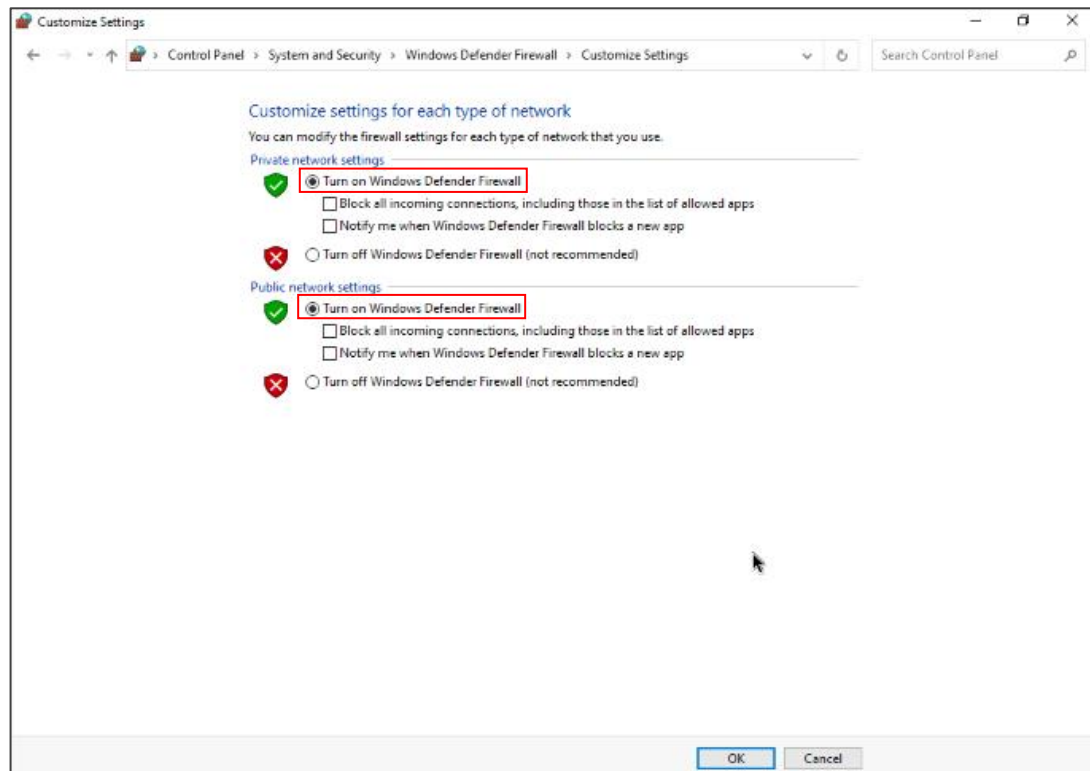 Customize Settings
Control Panel > System and Security > Windows Defender Firewall > Customize Settings
Search Control Panel
Customize settings for each type of network
You can modify the firewall settings for each type of network that you use.
Private network settings
Turn on Windows Defender Firewall
Block all incoming connections, including those in the list of allowed apps
Notify me when Windows Defender Firewall blocks a new app
Turn off Windows Defender Firewall (not recommended)
Public network settings
Turn on Windows Defender Firewall
Block all incoming connections, including those in the list of allowed apps
Notify me when Windows Defender Firewall blocks a new app
Turn off Windows Defender Firewall (not recommended)
OK Cancel